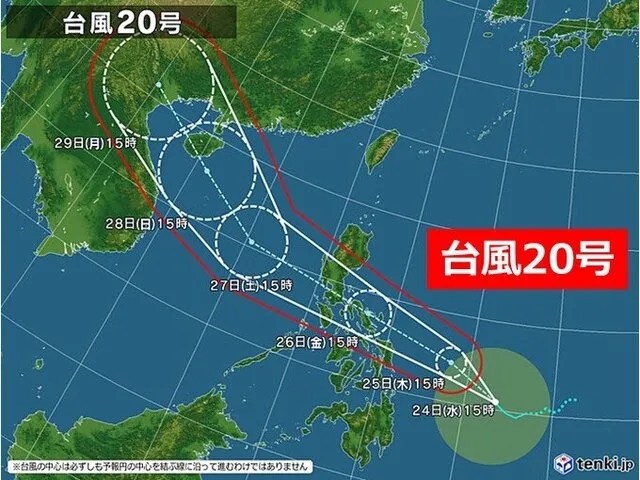 台風20号
29日(月)15時
28日(日)15時
台風20号
27日(土)15時
26日(金)15時
25日(木)15時
24日(水)15時
※台風の中心は必ずしも予報円の中心を結ぶ線に沿って進むわけではありません
tenki.jp